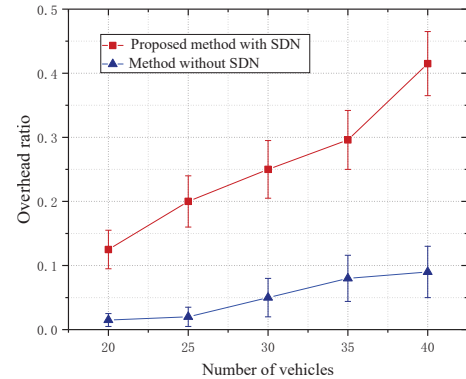 0.5
0.4
0.3
0.2
0.1
0.0
Overhead ratio
Proposed method with SDN
Method without SDN
20 25 30 35 40
Number of vehicles